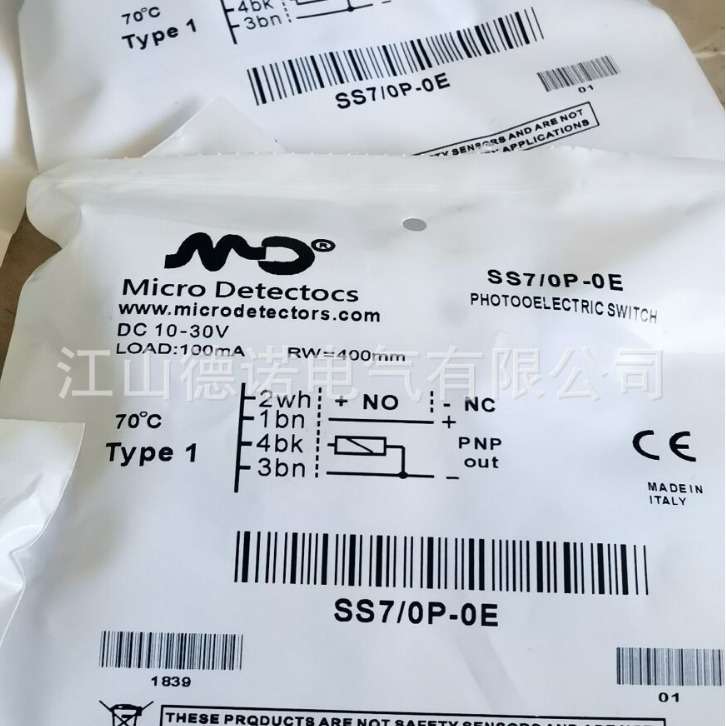 70°C
Type 1
4bk
3bn
SS7/0P-0E
01
SAFETY SENSORS AND ARE NOT
APPLICATIONS
MD®
Micro Detectocs
www.microdetectors.com
DC 10-30V
LOAD:100mA RW=400mm
SS7/0P-0E
PHOTOOELECTRIC SWITCH
江山德诺电气有限公司
70°C
Type 1
2wh + NO - NC
1bn +
4bk PNP
out
3bn -
CE
MADE IN
ITALY
SS7/0P-0E
1839
01
THESE PRODUCTS ARE NOT SAFETY SENSORS AND ARE NOT